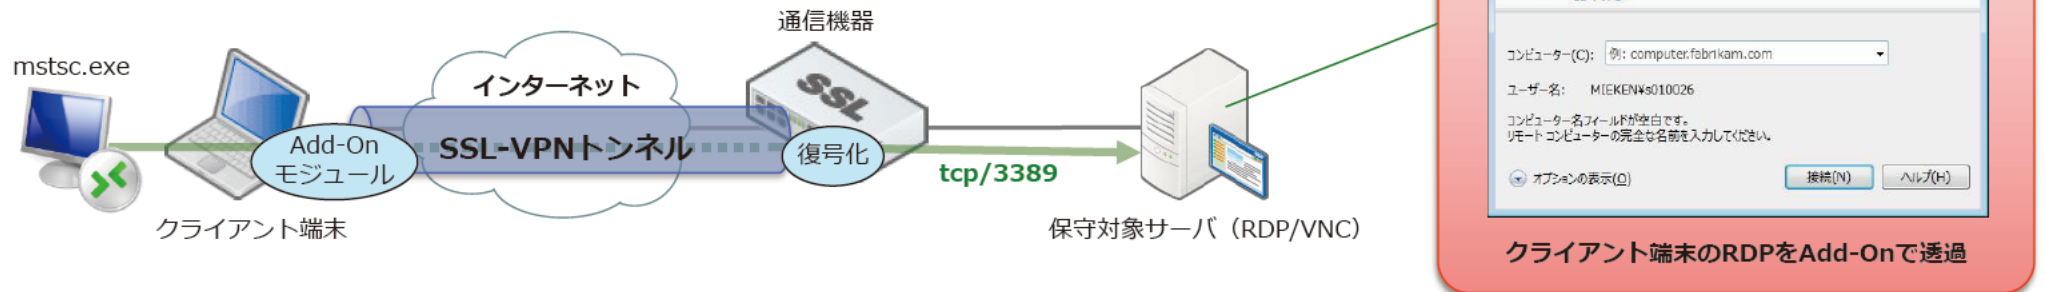 通信機器
mstsc.exe
インターネット
SSL
SSL-VPNトンネル
Add-On
モジュール
復号化
tcp/3389
クライアント端末
保守対象サーバ（RDP/VNC）
コンピューター(C):
例: computer.fabrikam.com
ユーザー名:
MIEKEN¥s010026
コンピューター名フィールドが空白です。
リモート コンピューターの完全な名前を入力してください。
オプションの表示(O)
接続(N)
ヘルプ(H)
クライアント端末のRDPをAdd-Onで透過